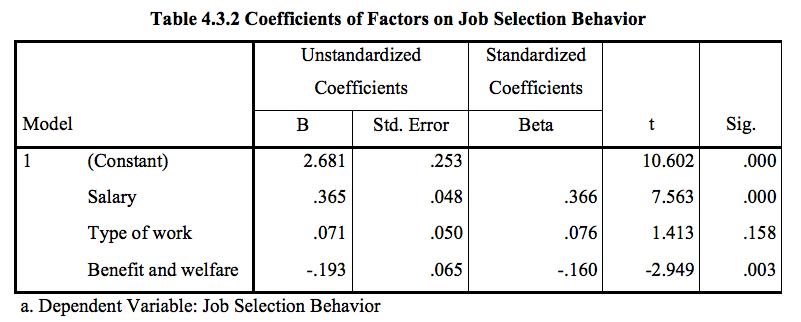 Table 4.3.2 Coefficients of Factors on Job Selection Behavior
Unstandardized Coefficients Standardized Coefficients
Model B Std. Error Beta t Sig.
1 (Constant) 2.681 .253 10.602 .000
Salary .365 .048 .366 7.563 .000
Type of work .071 .050 .076 1.413 .158
Benefit and welfare -.193 .065 -.160 -2.949 .003
a. Dependent Variable: Job Selection Behavior